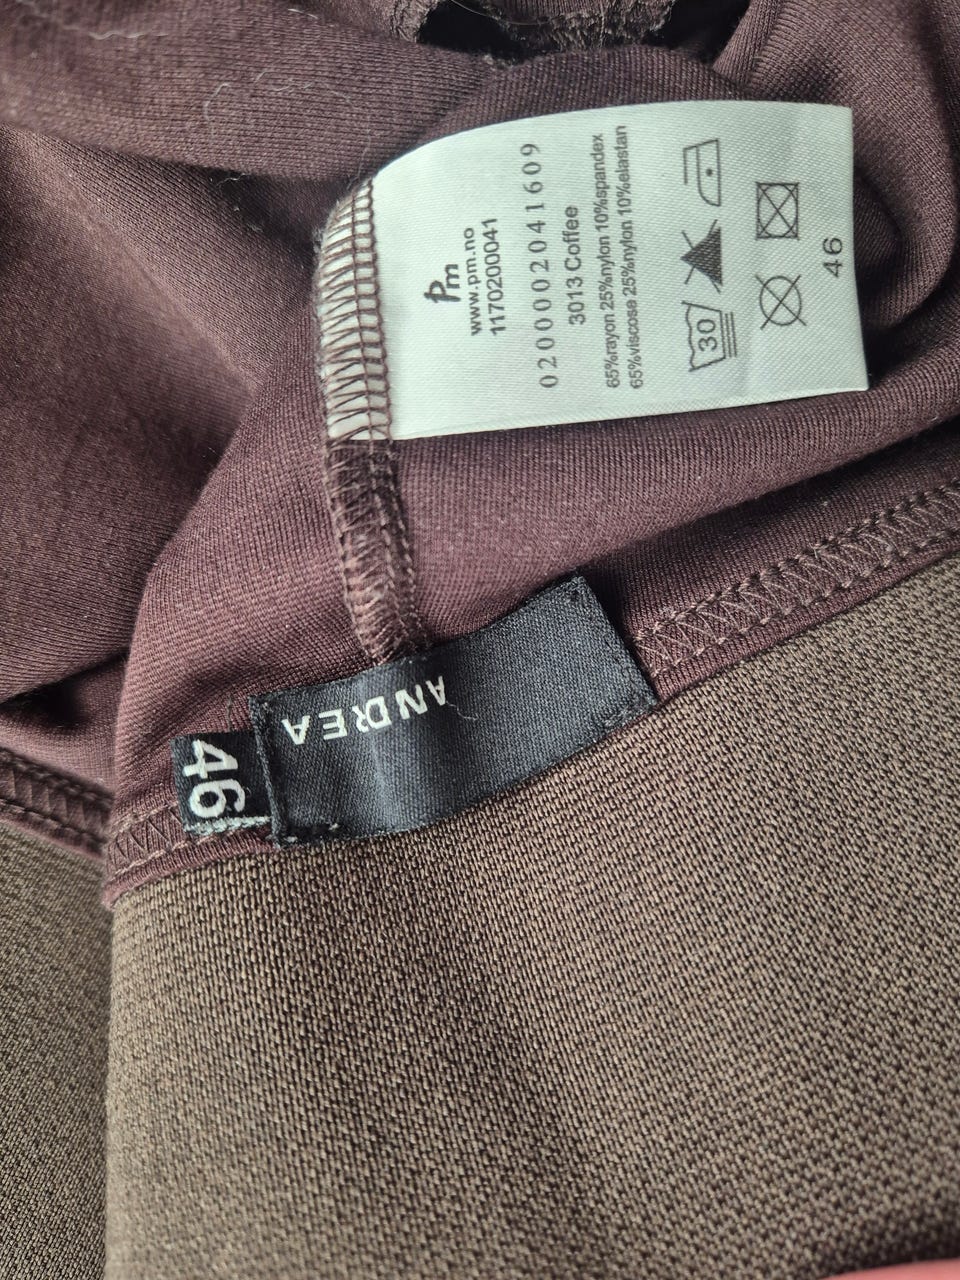 Pm
www.pm.no
1170200041
0200002041609
3013 Coffee
65%rayon 25%nylon 10%spandex
65%viscose 25%nylon 10%elastan
30
46
ANDREA
46